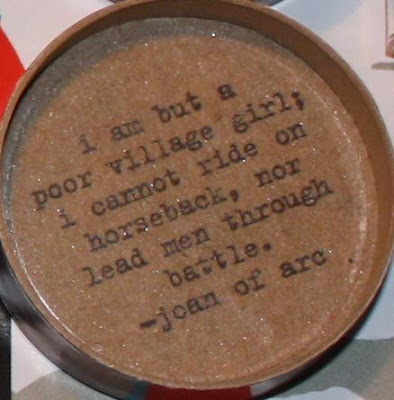 i am but a
poor village girl;
i cannot ride on
horseback, nor
lead men through
battle.
-joan of arc